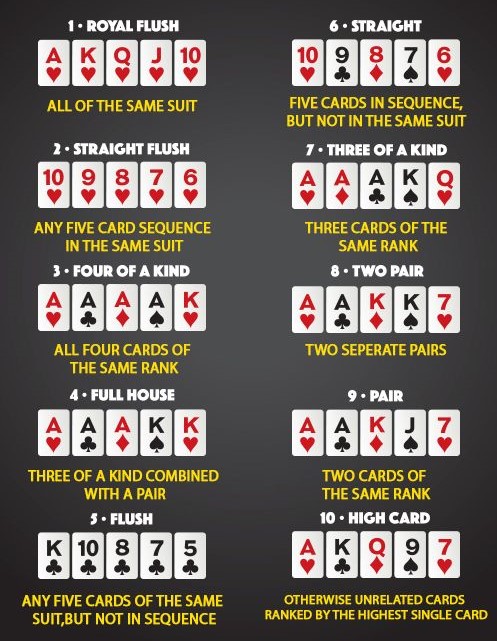 1 • ROYAL FLUSH
A K Q J 10
ALL OF THE SAME SUIT
2 • STRAIGHT FLUSH
10 9 8 7 6
ANY FIVE CARD SEQUENCE
IN THE SAME SUIT
3 • FOUR OF A KIND
A A A A K
ALL FOUR CARDS OF
THE SAME RANK
4 • FULL HOUSE
A A A K K
THREE OF A KIND COMBINED
WITH A PAIR
5 • FLUSH
K 10 8 7 5
ANY FIVE CARDS OF THE SAME
SUIT,BUT NOT IN SEQUENCE
6 • STRAIGHT
10 9 8 7 6
FIVE CARDS IN SEQUENCE,
BUT NOT IN THE SAME SUIT
7 • THREE OF A KIND
A A A K Q
THREE CARDS OF THE
SAME RANK
8 • TWO PAIR
A A K K 7
TWO SEPERATE PAIRS
9 • PAIR
A A K J 7
TWO CARDS OF
THE SAME RANK
10 • HIGH CARD
A K Q 9 7
OTHERWISE UNRELATED CARDS
RANKED BY THE HIGHEST SINGLE CARD